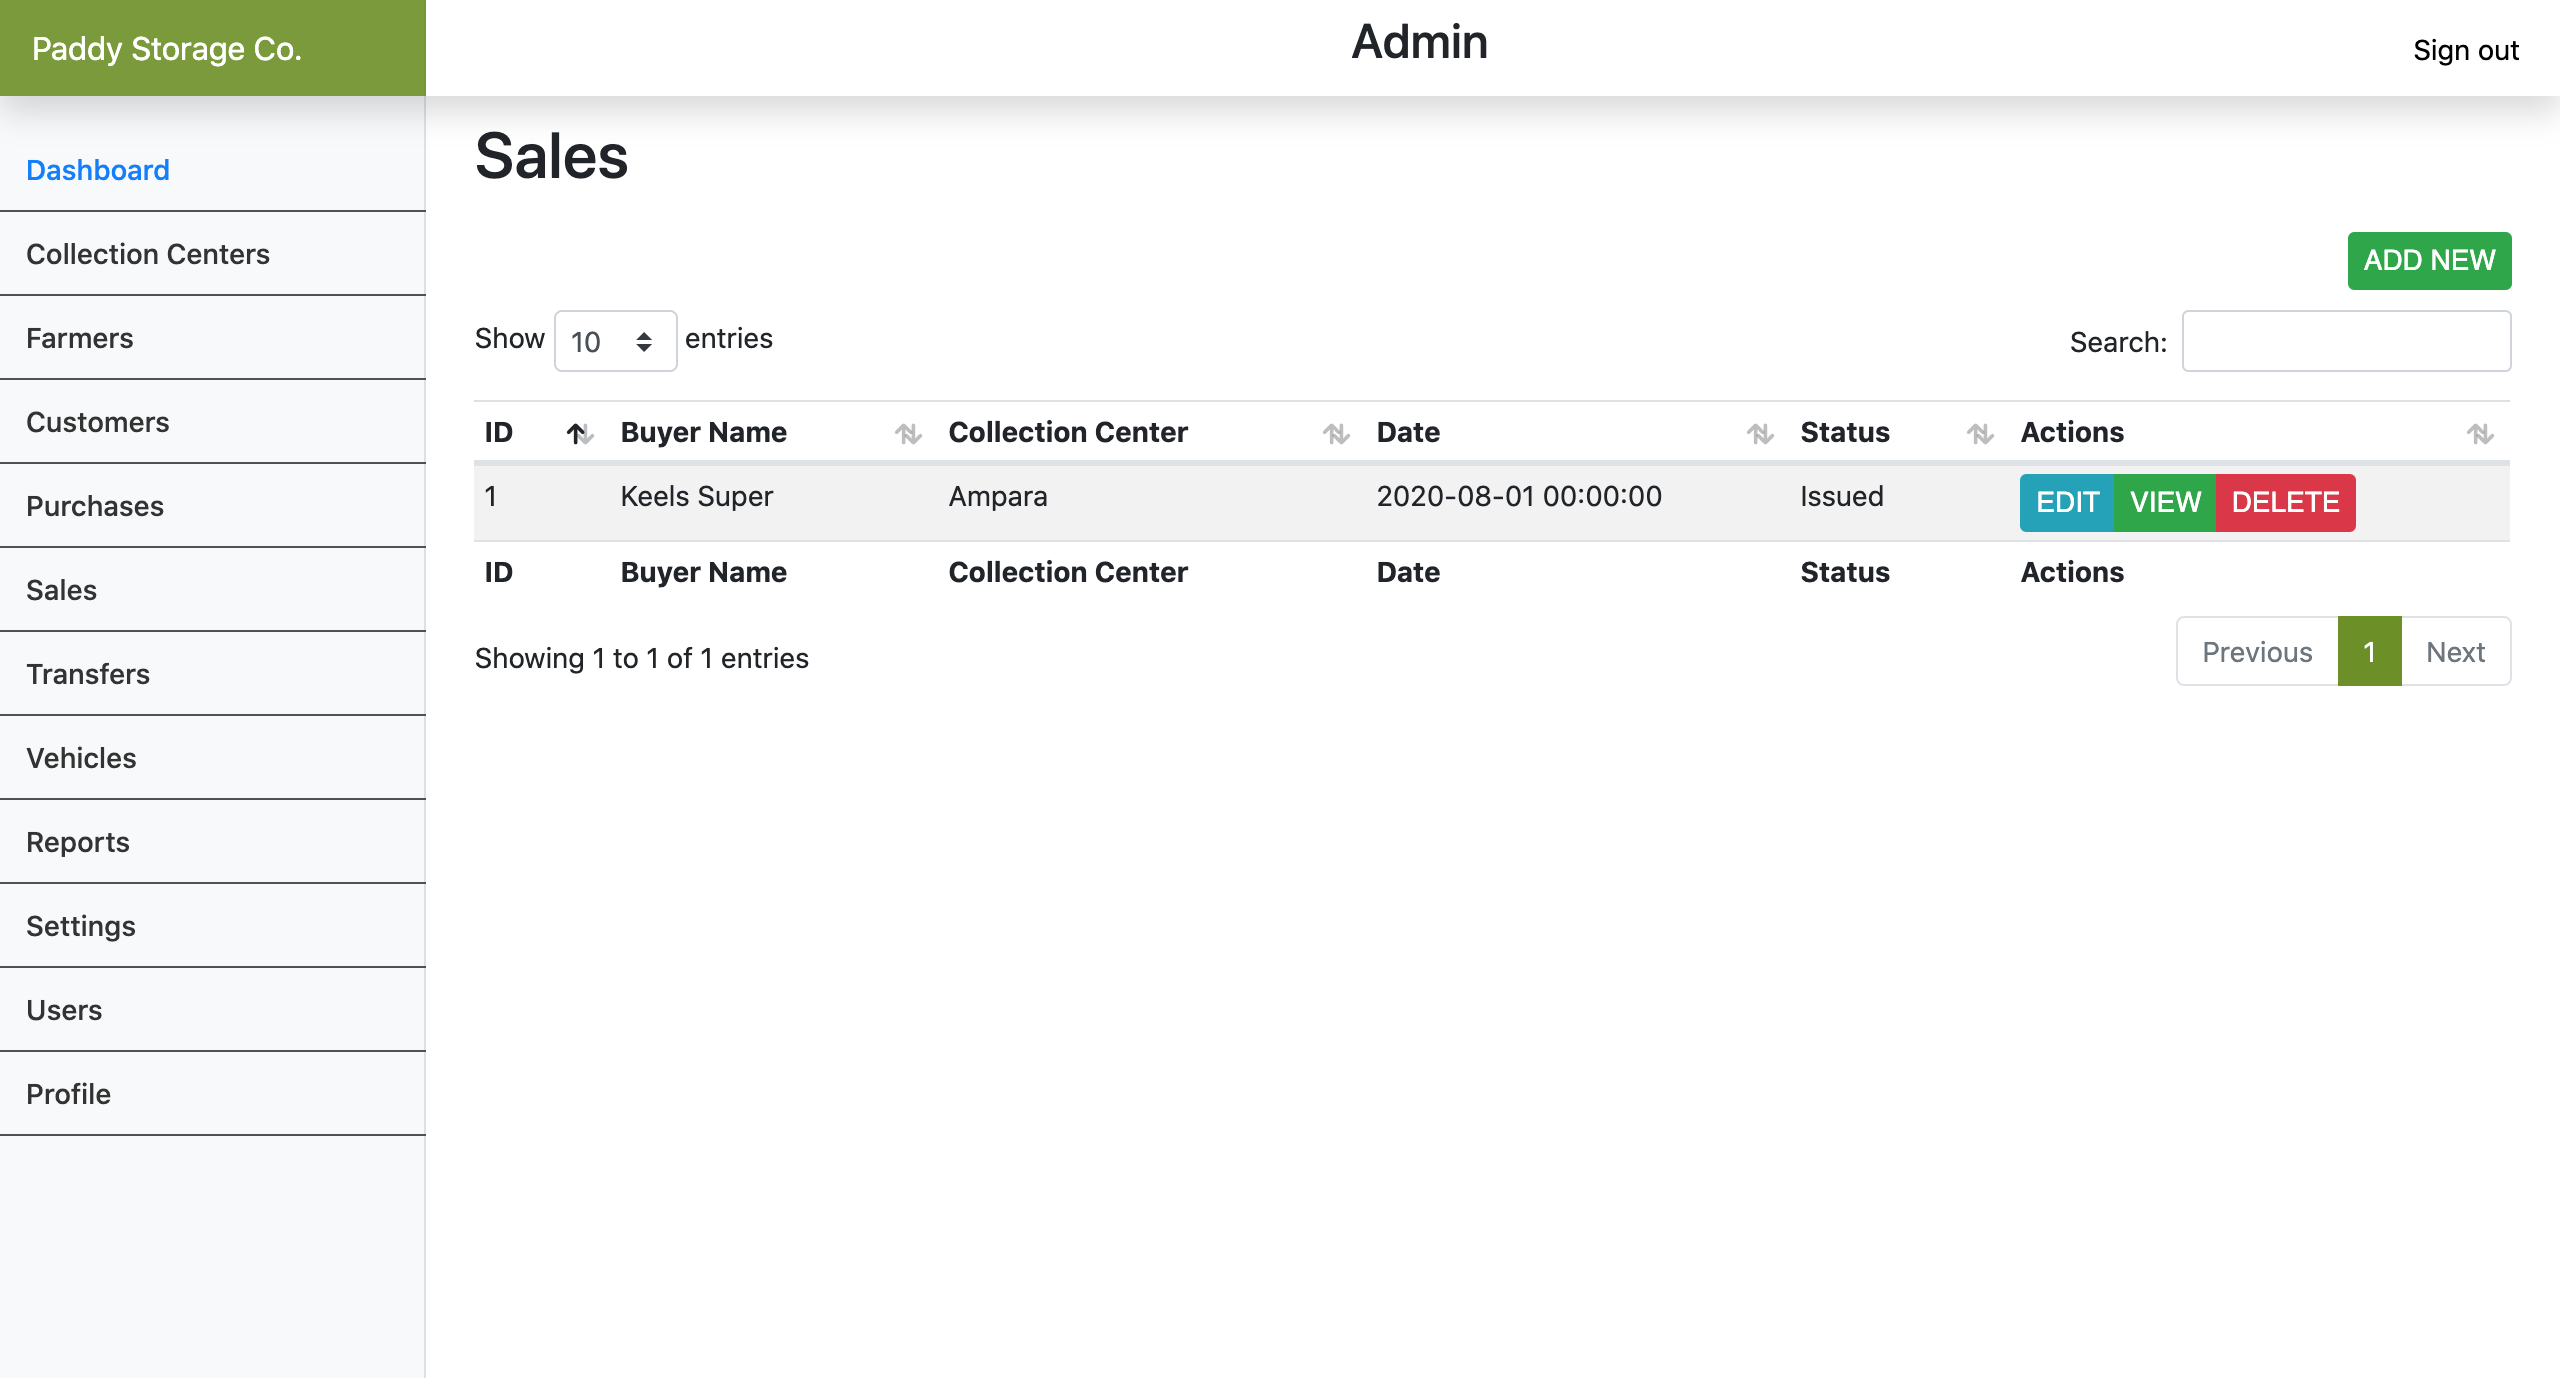 Paddy Storage Co.
Admin
Sign out
Dashboard
Collection Centers
Farmers
Customers
Purchases
Sales
Transfers
Vehicles
Reports
Settings
Users
Profile
Sales
ADD NEW
Show 10 entries
Search:
ID Buyer Name Collection Center Date Status Actions
1 Keels Super Ampara 2020-08-01 00:00:00 Issued EDIT VIEW DELETE
ID Buyer Name Collection Center Date Status Actions
Showing 1 to 1 of 1 entries
Previous 1 Next